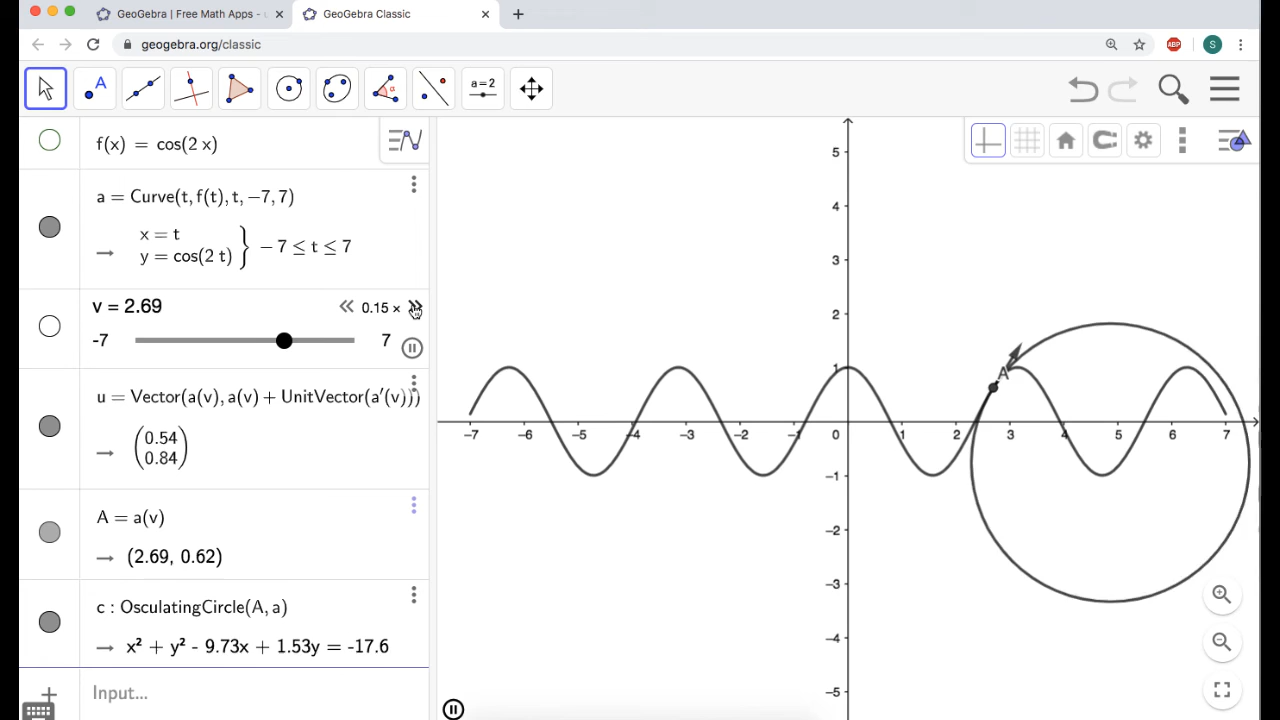 GeoGebra | Free Math Apps -
GeoGebra Classic
geogebra.org/classic
ABP
S
A
α
a=2
f(x) = cos(2 x)
a = Curve(t, f(t), t, −7, 7)
x = t
y = cos(2 t)
− 7 ≤ t ≤ 7
v = 2.69
0.15 ×
-7
7
u = Vector(a(v), a(v) + UnitVector(a′(v)))
0.54
0.84
A = a(v)
(2.69, 0.62)
c : OsculatingCircle(A, a)
x² + y² - 9.73x + 1.53y = -17.6
Input...
5
4
3
2
1
A
−7 −6 −5 −4 −3 −2 −1 0 1 2 3 4 5 6 7
−1
−2
−3
−4
−5